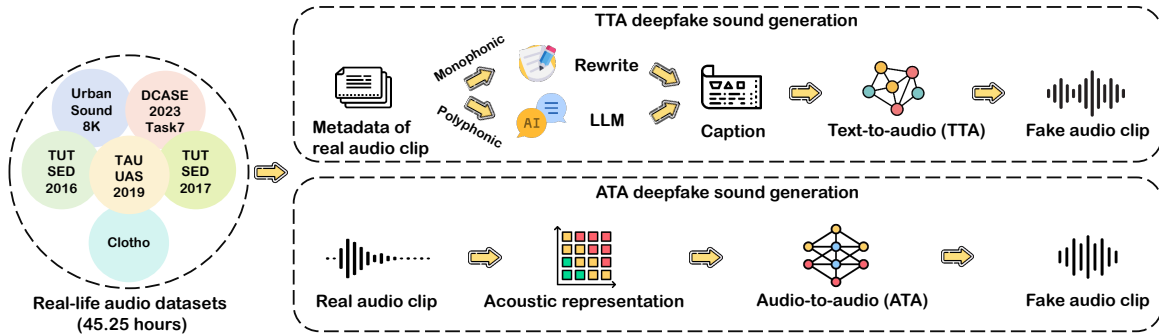 Urban
Sound
8K
DCASE
2023
Task7
TUT
SED
2016
TAU
UAS
2019
TUT
SED
2017
Clotho
Real-life audio datasets
(45.25 hours)
TTA deepfake sound generation
Metadata of
real audio clip
Monophonic
Polyphonic
Rewrite
AI
LLM
Caption
Text-to-audio (TTA)
Fake audio clip
ATA deepfake sound generation
Real audio clip
Acoustic representation
Audio-to-audio (ATA)
Fake audio clip